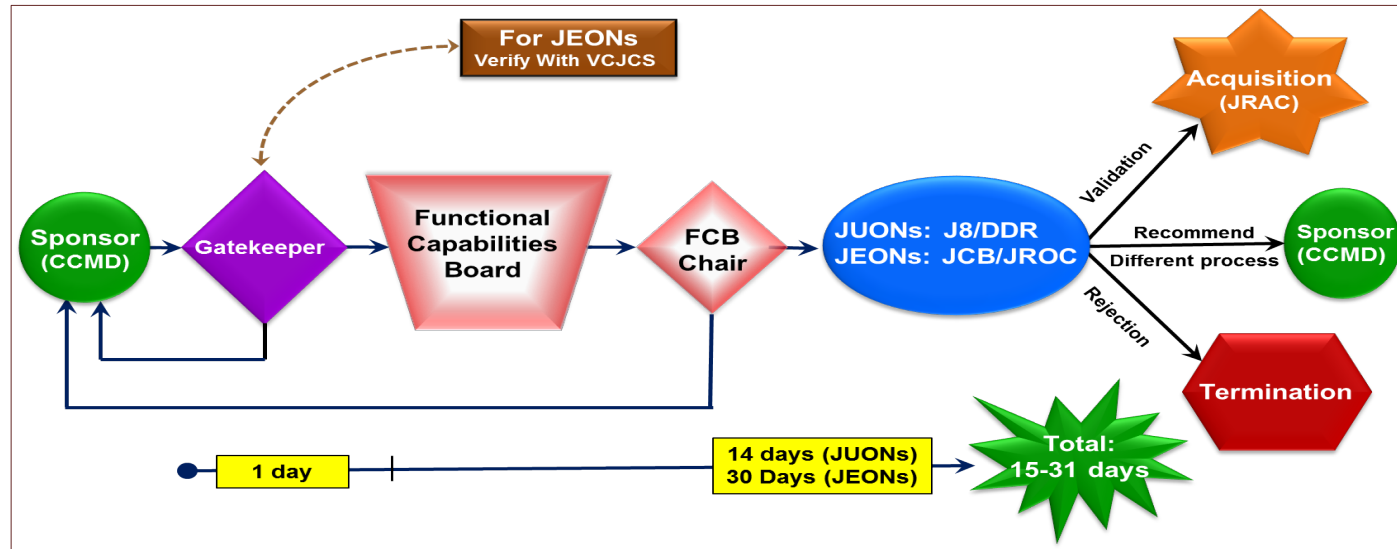 For JEONs
Verify With VCJCS
Acquisition
(JRAC)
Validation
Sponsor
(CCMD)
Gatekeeper
Functional
Capabilities
Board
FCB
Chair
JUONs: J8/DDR
JEONs: JCB/JROC
Recommend
Different process
Sponsor
(CCMD)
Rejection
Termination
1 day
14 days (JUONs)
30 Days (JEONs)
Total:
15-31 days